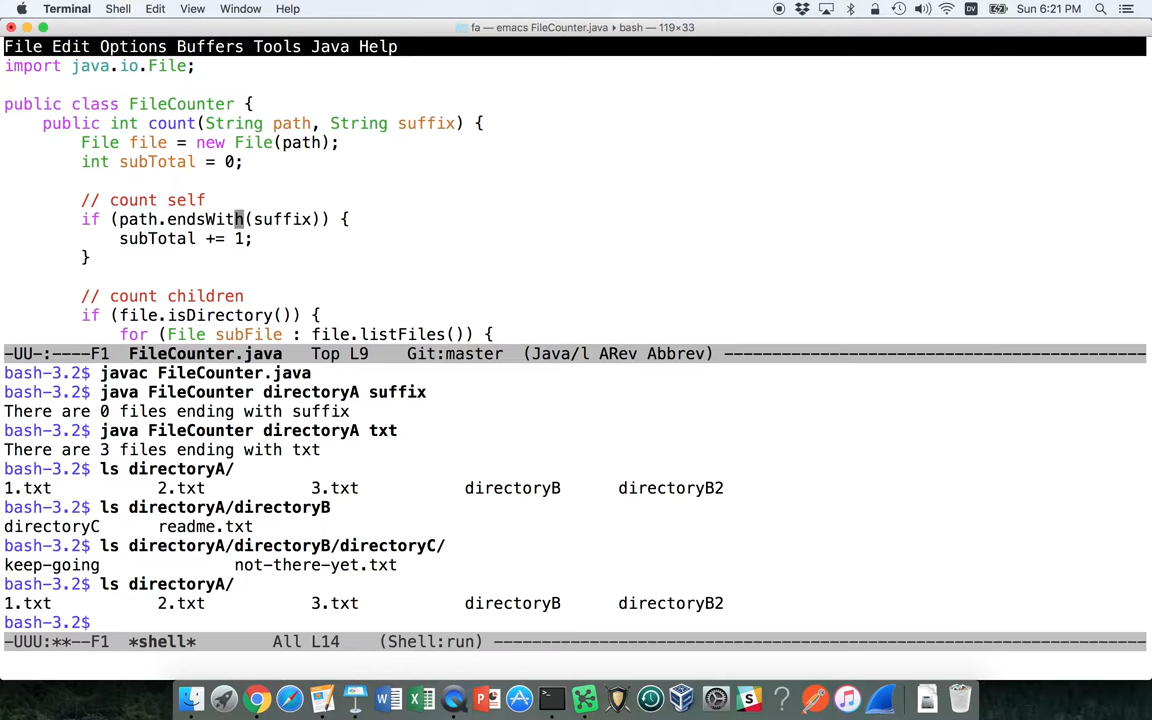 Terminal Shell Edit View Window Help DV Sun 6:21 PM
fa — emacs FileCounter.java ▸ bash — 119×33
File Edit Options Buffers Tools Java Help
import java.io.File;
public class FileCounter {
public int count(String path, String suffix) {
File file = new File(path);
int subTotal = 0;
// count self
if (path.endsWith(suffix)) {
subTotal += 1;
}
// count children
if (file.isDirectory()) {
for (File subFile : file.listFiles()) {
-UU-:----F1 FileCounter.java Top L9 Git:master (Java/l ARev Abbrev) --------------------------------------------
bash-3.2$ javac FileCounter.java
bash-3.2$ java FileCounter directoryA suffix
There are 0 files ending with suffix
bash-3.2$ java FileCounter directoryA txt
There are 3 files ending with txt
bash-3.2$ ls directoryA/
1.txt 2.txt 3.txt directoryB directoryB2
bash-3.2$ ls directoryA/directoryB
directoryC readme.txt
bash-3.2$ ls directoryA/directoryB/directoryC/
keep-going not-there-yet.txt
bash-3.2$ ls directoryA/
1.txt 2.txt 3.txt directoryB directoryB2
bash-3.2$
-UUU:**--F1 *shell* All L14 (Shell:run) --------------------------------------------------------------------